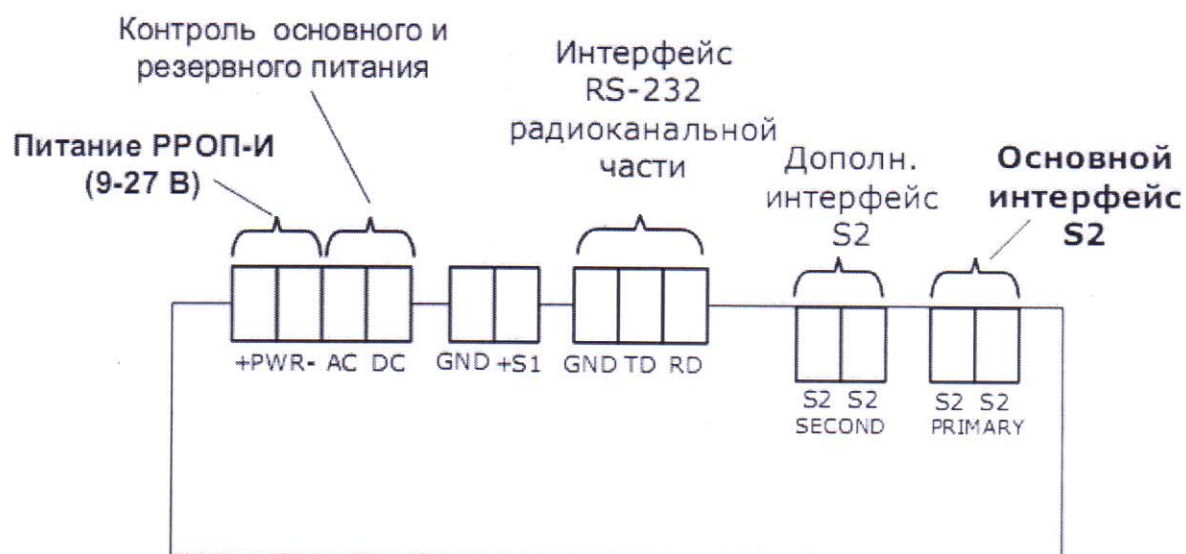 Контроль основного и
резервного питания
Интерфейс
RS-232
радиоканальной
части
Питание РРОП-И
(9-27 В)
Дополн.
интерфейс
S2
Основной
интерфейс
S2
+PWR- AC DC
GND +S1
GND TD RD
S2 S2
SECOND
S2 S2
PRIMARY